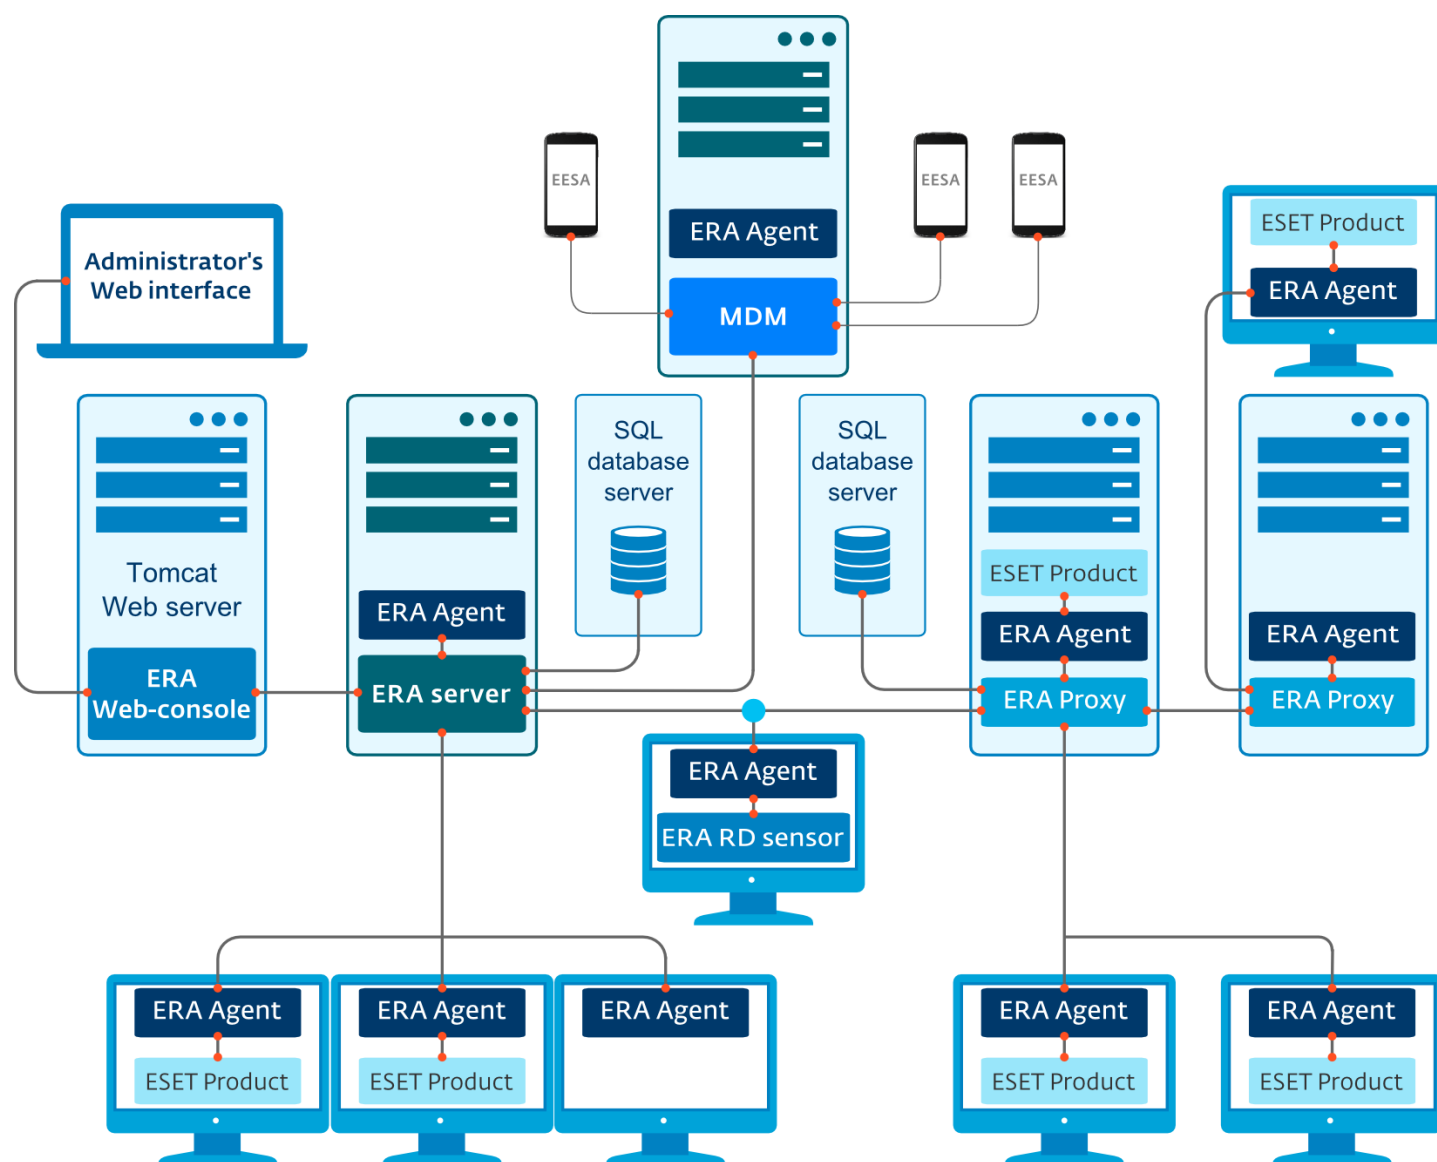 EESA
EESA
EESA
ERA Agent
MDM
Administrator's
Web interface
ESET Product
ERA Agent
Tomcat
Web server
ERA
Web-console
ERA Agent
ERA server
SQL
database
server
SQL
database
server
ESET Product
ERA Agent
ERA Proxy
ERA Agent
ERA Proxy
ERA Agent
ERA RD sensor
ERA Agent
ESET Product
ERA Agent
ESET Product
ERA Agent
ERA Agent
ESET Product
ERA Agent
ESET Product